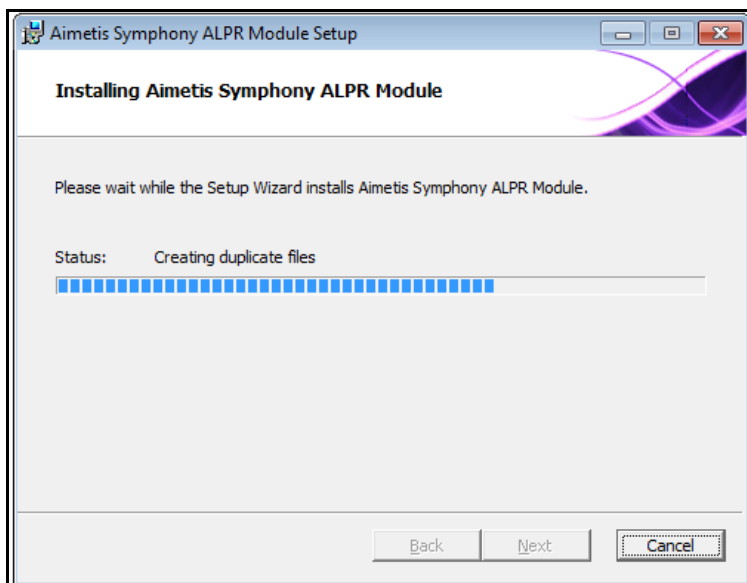 Aimetis Symphony ALPR Module Setup
Installing Aimetis Symphony ALPR Module
Please wait while the Setup Wizard installs Aimetis Symphony ALPR Module.
Status: Creating duplicate files
Back Next Cancel